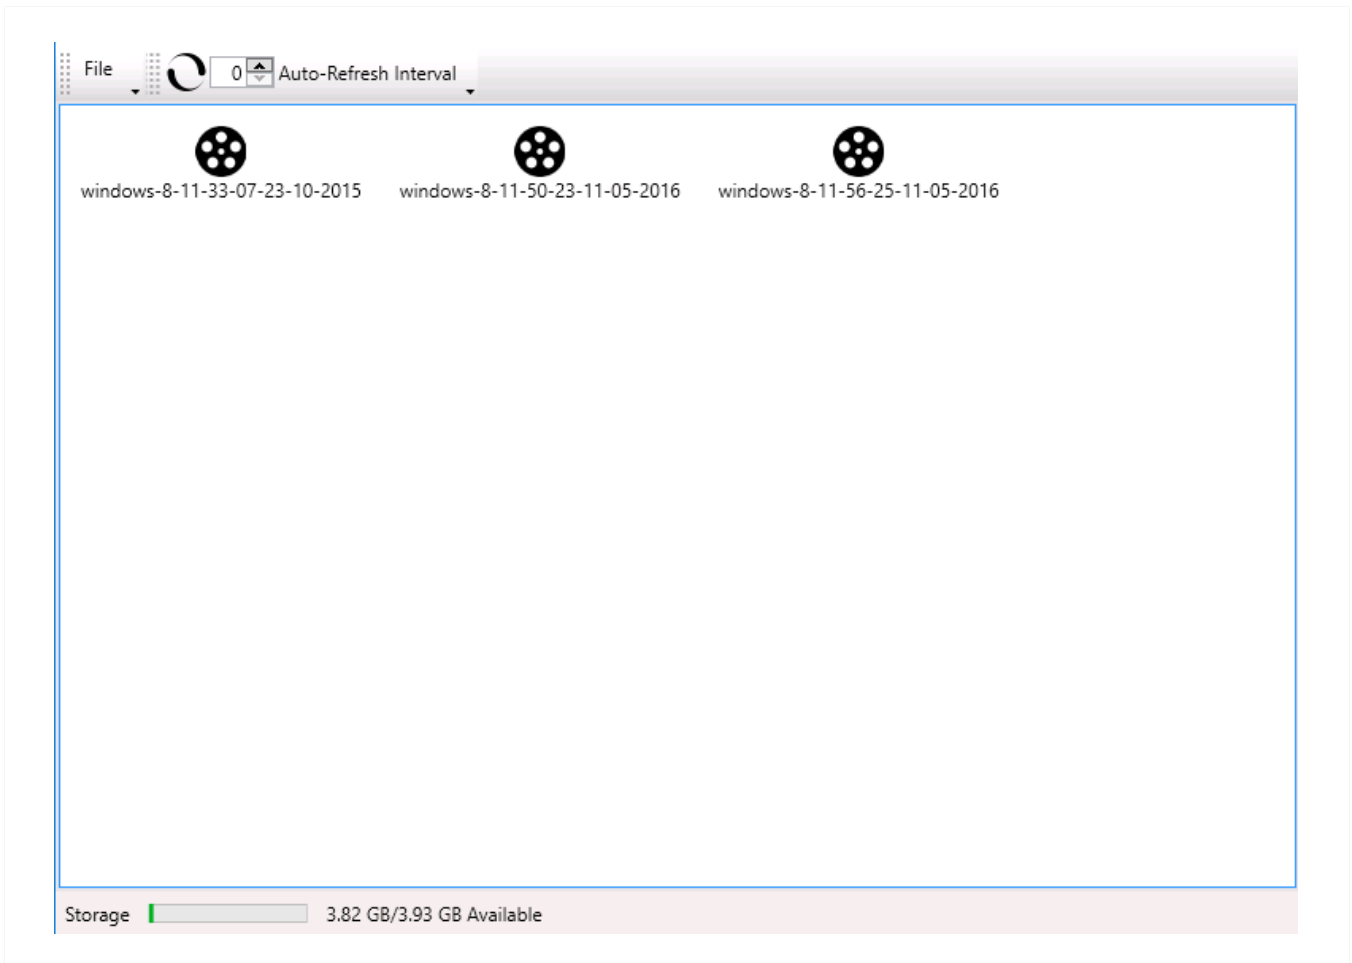 File
0 Auto-Refresh Interval
windows-8-11-33-07-23-10-2015 windows-8-11-50-23-11-05-2016 windows-8-11-56-25-11-05-2016
Storage 3.82 GB/3.93 GB Available